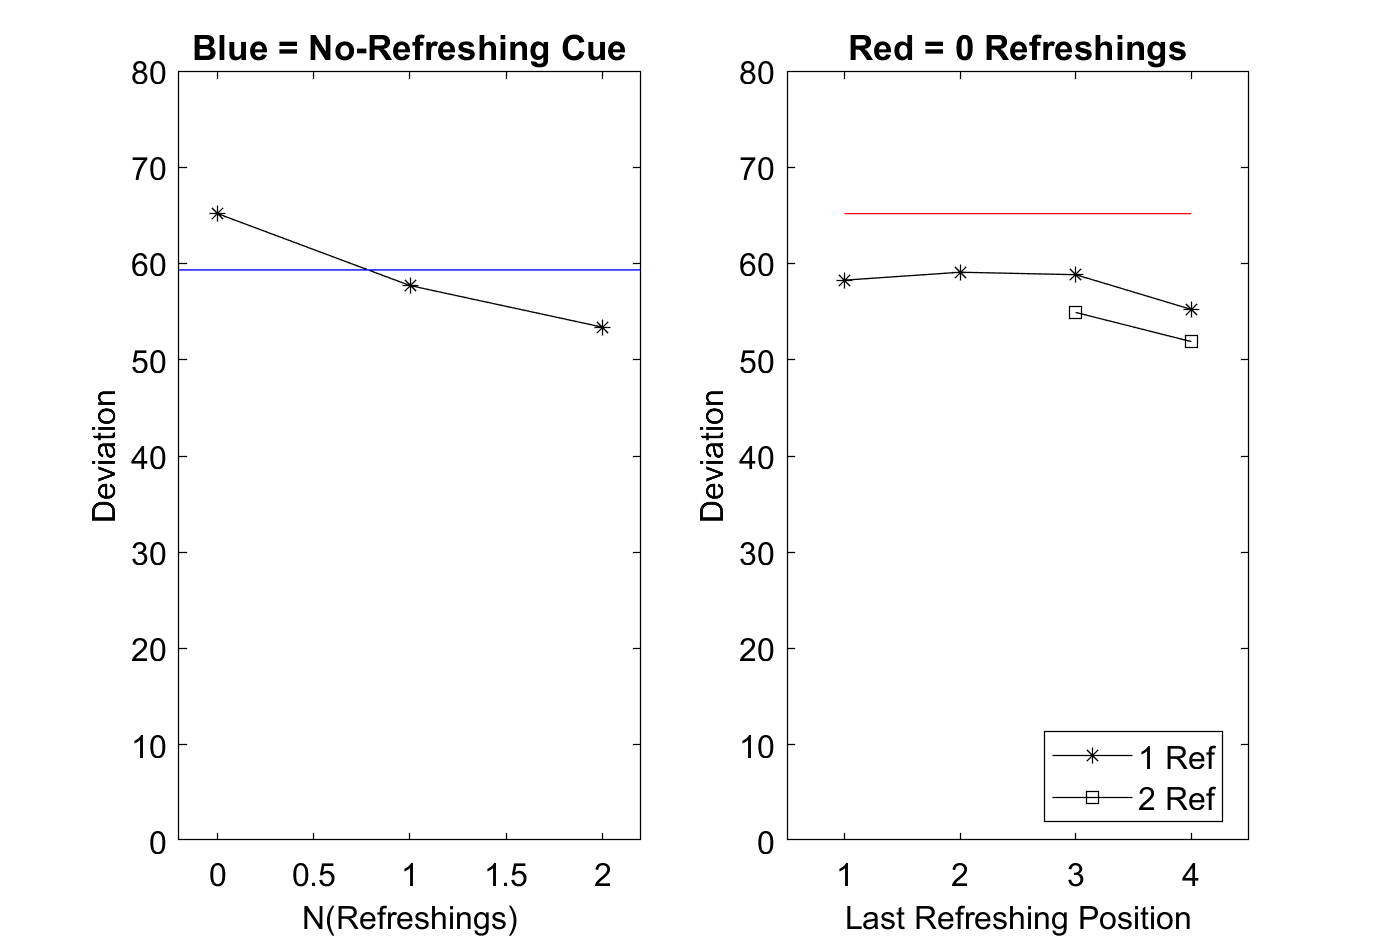 Blue = No-Refreshing Cue
80
70
60
50
40
30
20
10
0
Deviation
0 0.5 1 1.5 2
N(Refreshings)
Red = 0 Refreshings
80
70
60
50
40
30
20
10
0
Deviation
1 Ref
2 Ref
1 2 3 4
Last Refreshing Position